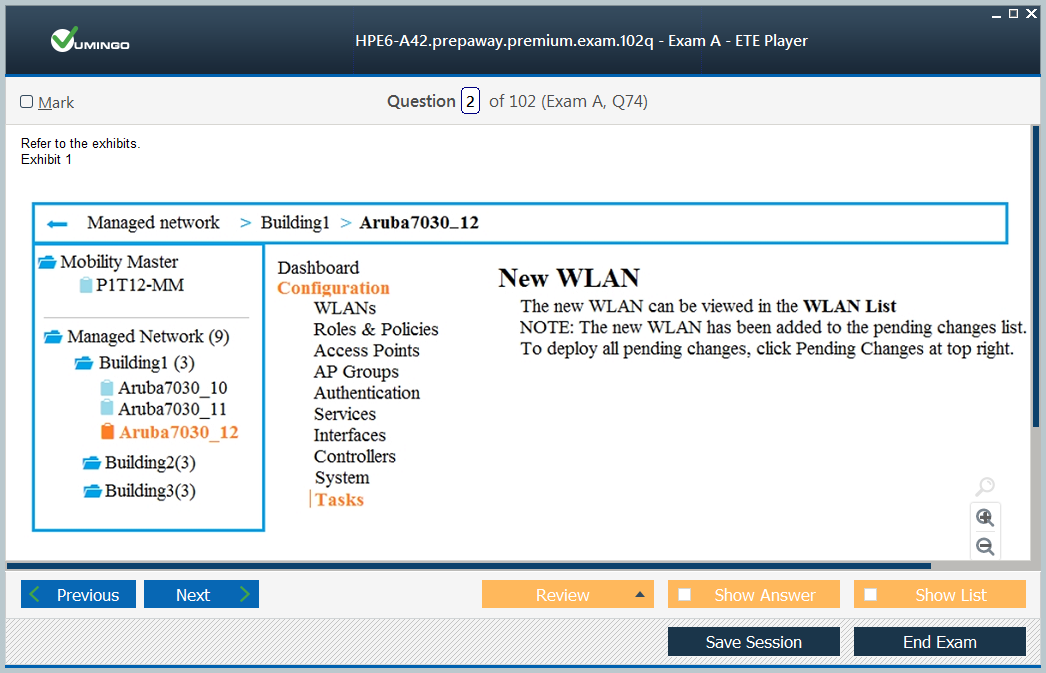 VUMINGO
HPE6-A42.prepaway.premium.exam.102q - Exam A - ETE Player
Mark
Question 2 of 102 (Exam A, Q74)
Refer to the exhibits.
Exhibit 1
Managed network > Building1 > Aruba7030_12
Mobility Master
P1T12-MM
Managed Network (9)
Building1 (3)
Aruba7030_10
Aruba7030_11
Aruba7030_12
Building2(3)
Building3(3)
Dashboard
Configuration
WLANs
Roles & Policies
Access Points
AP Groups
Authentication
Services
Interfaces
Controllers
System
Tasks
New WLAN
The new WLAN can be viewed in the WLAN List
NOTE: The new WLAN has been added to the pending changes list.
To deploy all pending changes, click Pending Changes at top right.
Previous
Next
Review
Show Answer
Show List
Save Session
End Exam